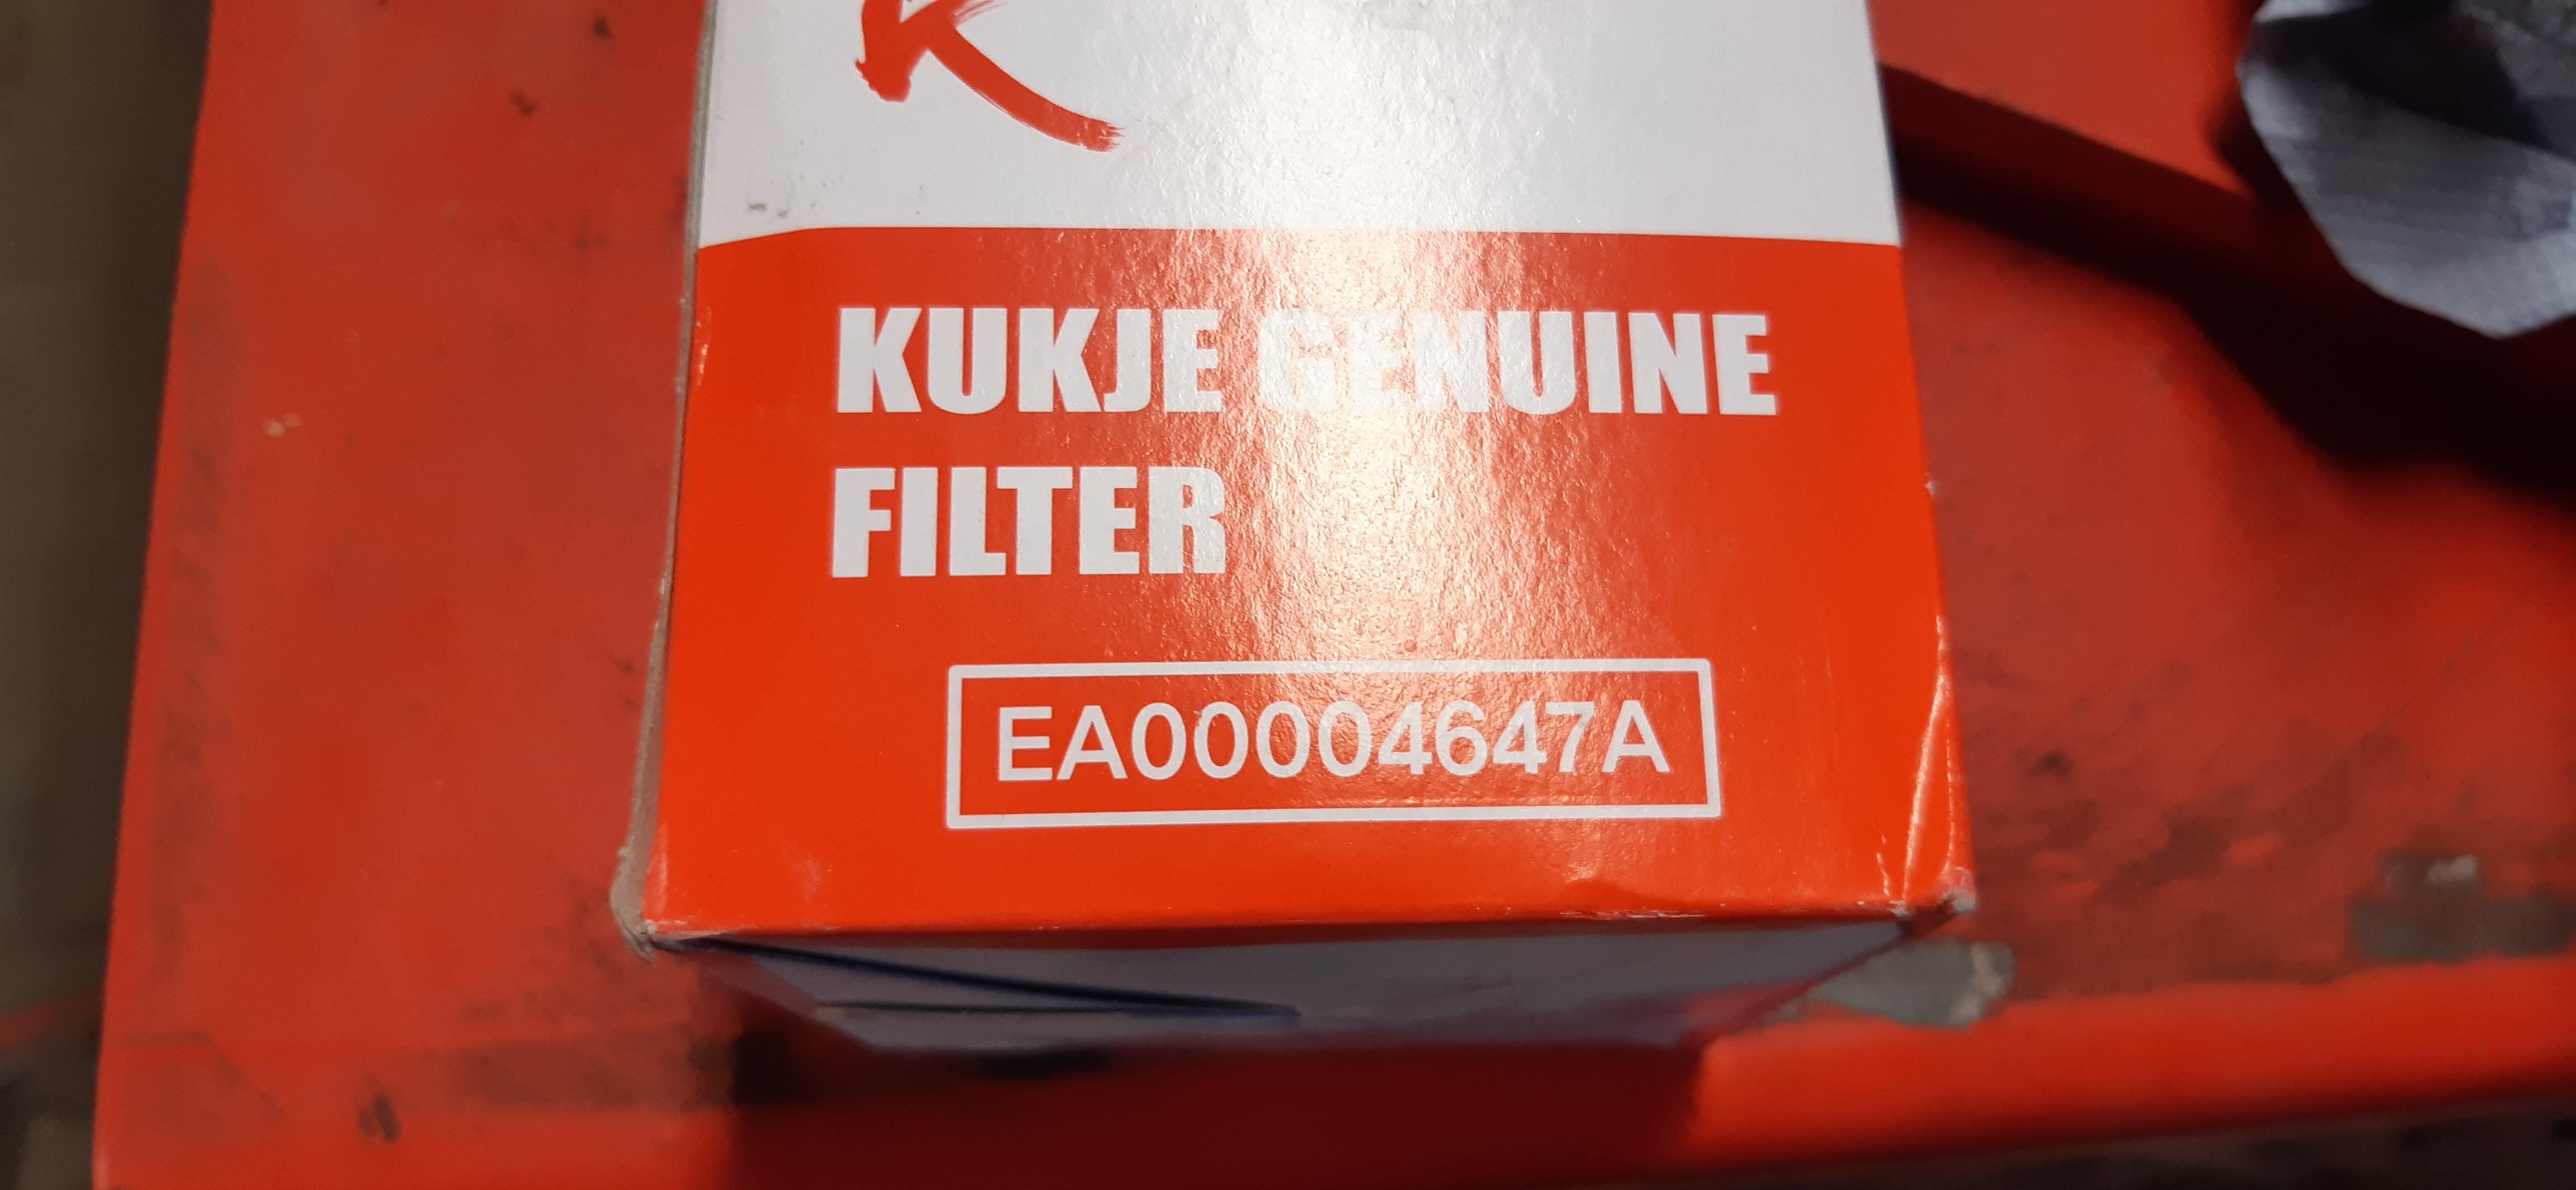 K
KUKJE GENUINE
FILTER
EA00004647A